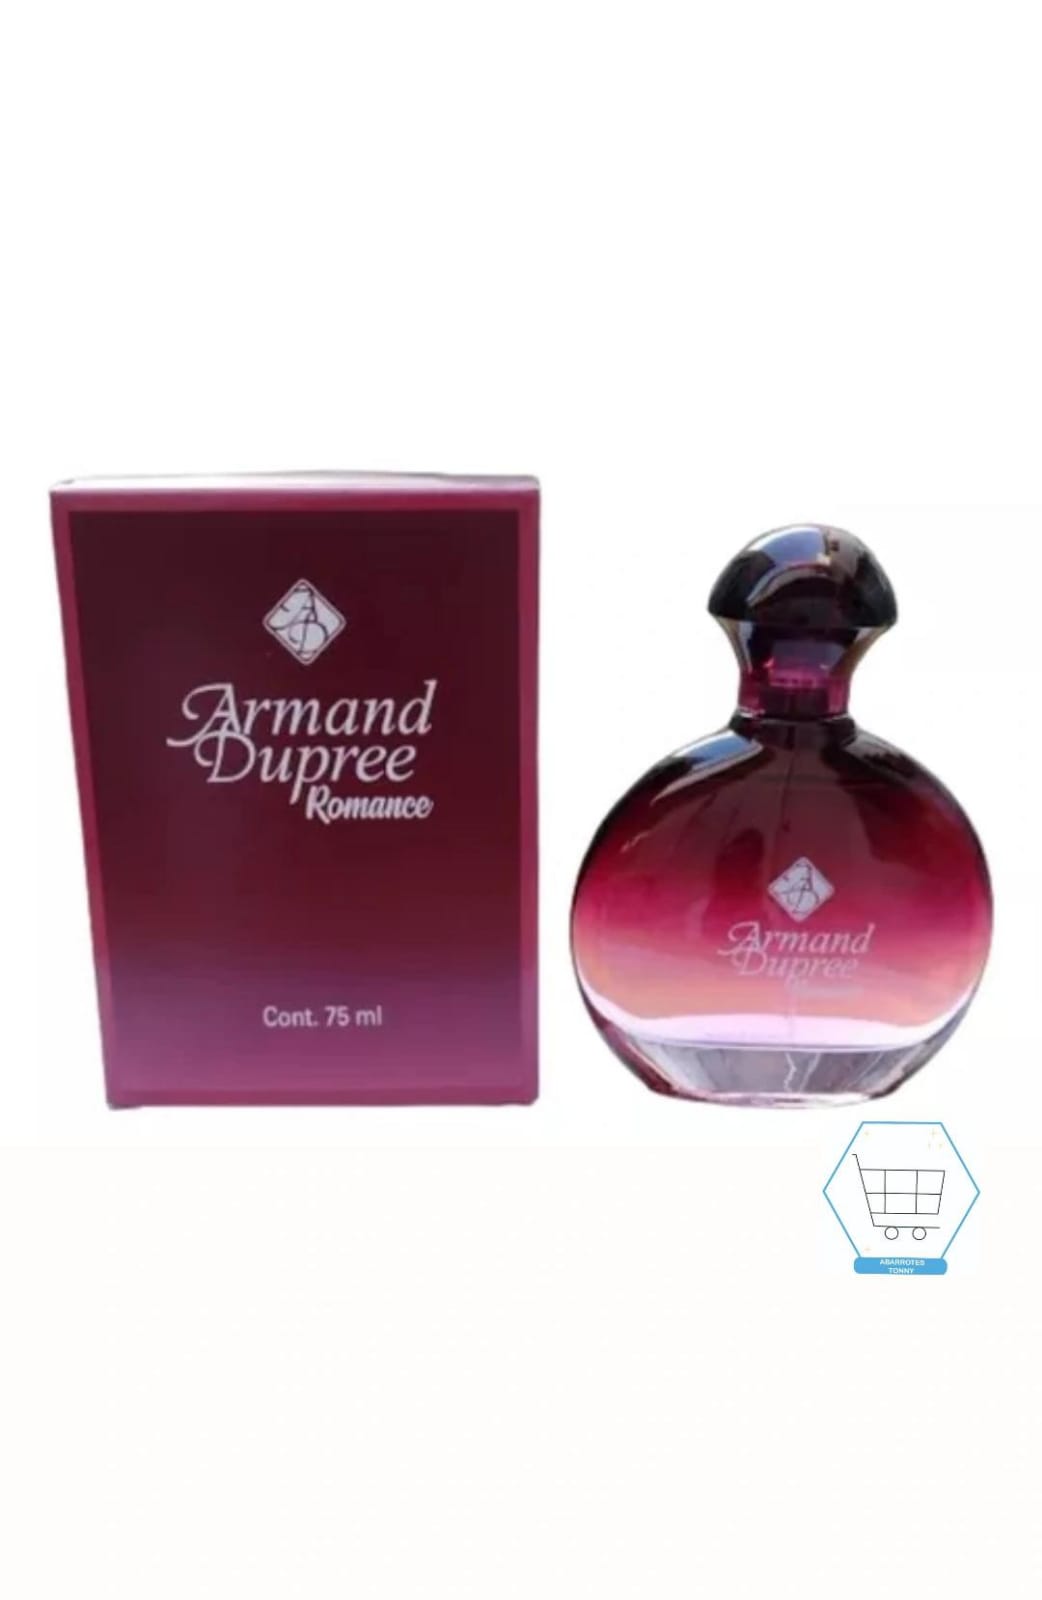 Armand
Dupree
Romance
Cont. 75 ml
Armand
Dupree
ABARROTES
TONNY